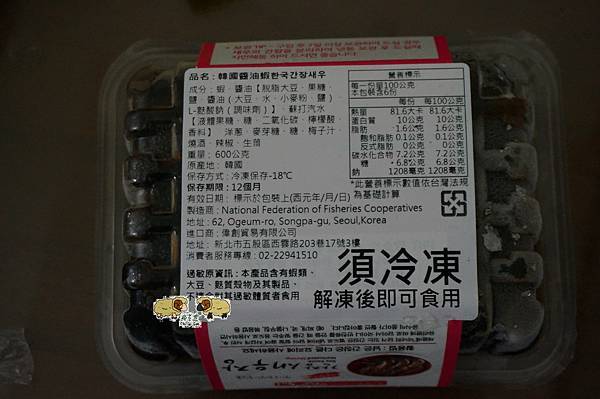 品名：韓國醬油蝦한국간장새우
成分：蝦、醬油【脫脂大豆、果糖、
鹽、醬油（大豆、水、小麥粉、鹽）
L-麩酸鈉（調味劑）】、蘇打汽水
【液體果糖、糖、二氧化碳、檸檬酸、
香料】 洋蔥、麥芽糖、糖、梅子汁、
燒酒、辣椒、生薑
重量：600公克
原產地：韓國
保存方式：冷凍保存-18℃
保存期限：12個月
有效日期：標示於包裝上(西元年/月/日)
製造商：National Federation of Fisheries Cooperatives
地址：62, Ogeum-ro, Songpa-gu, Seoul,Korea
進口商：偉創貿易有限公司
地址：新北市五股區西雲路203巷17號3樓
消費者服務專線：02-22941510
過敏原資訊：本產品含有蝦類、
大豆、麩質穀物及其製品，
不適合對其過敏體質者食用
營養標示
每一份量100公克
本包裝含6份
每份 每100公克
熱量 81.6大卡 81.6大卡
蛋白質 10公克 10公克
脂肪 1.6公克 1.6公克
飽和脂肪 0.1公克 0.1公克
反式脂肪 0公克 0公克
碳水化合物 7.2公克 7.2公克
糖 6.8公克 6.8公克
鈉 1208毫克 1208毫克
*此營養標示數值依台灣法規
為基礎計算
須冷凍
解凍後即可食用